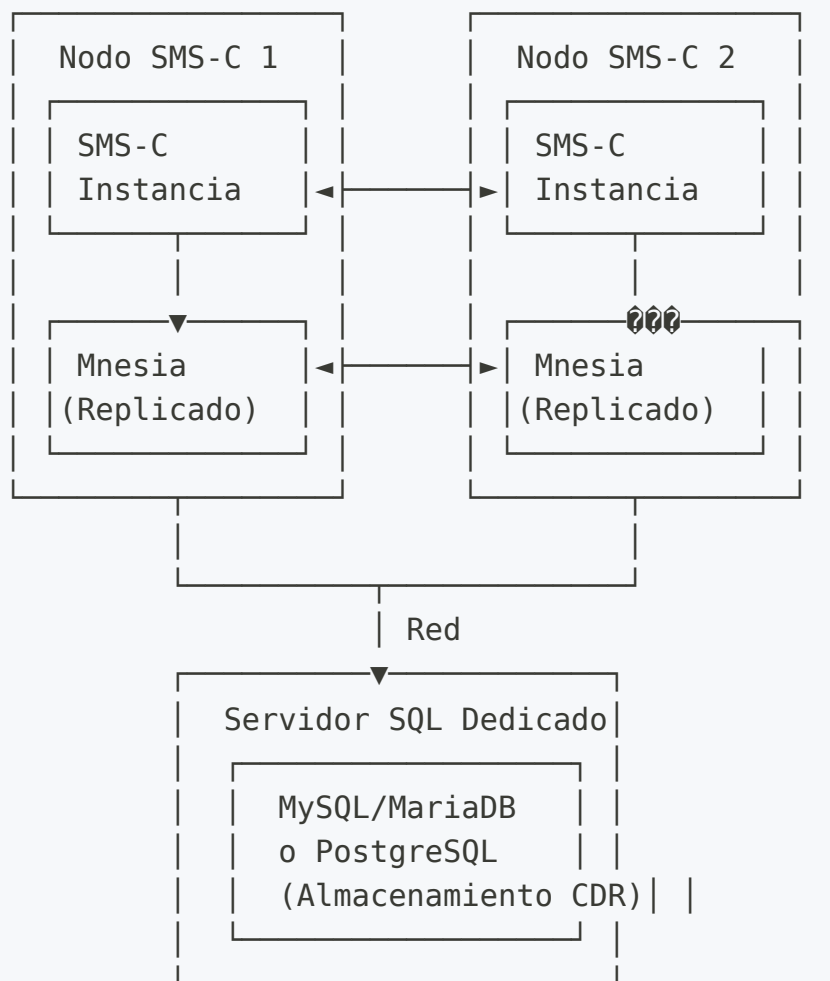 Nodo SMS-C 1
Nodo SMS-C 2
SMS-C
Instancia
SMS-C
Instancia
���
Mnesia
(Replicado)
Mnesia
(Replicado)
Red
Servidor SQL Dedicado
MySQL/MariaDB
o PostgreSQL
(Almacenamiento CDR)